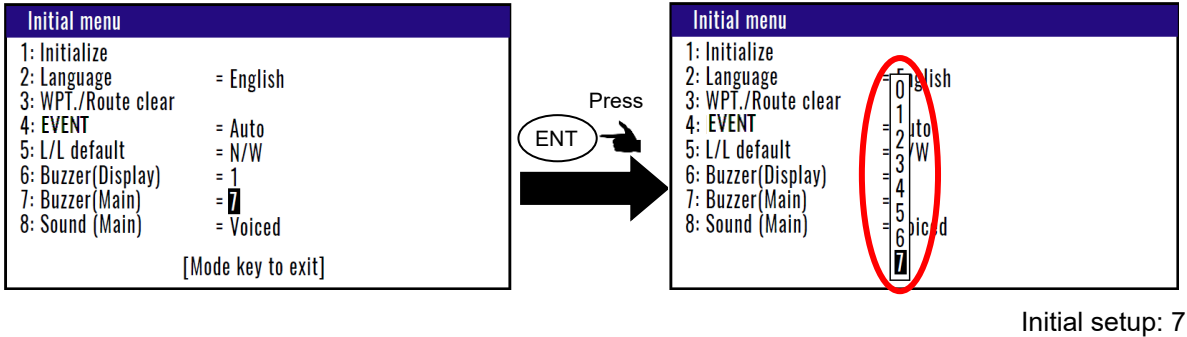 Initial menu
1: Initialize
2: Language = English
3: WPT./Route clear
4: EVENT = Auto
5: L/L default = N/W
6: Buzzer(Display) = 1
7: Buzzer(Main) = 7
8: Sound (Main) = Voiced
[Mode key to exit]
Press
ENT
Initial menu
1: Initialize
2: Language = English
3: WPT./Route clear
4: EVENT = uto
5: L/L default = /W
6: Buzzer(Display)
7: Buzzer(Main) =
8: Sound (Main) = oiced
0
1
2
3
4
5
6
7
Initial setup: 7